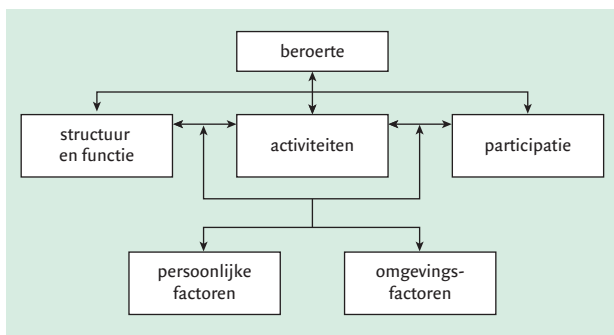 beroerte
structuur
en functie
activiteiten
participatie
persoonlijke
factoren
omgevings-
factoren